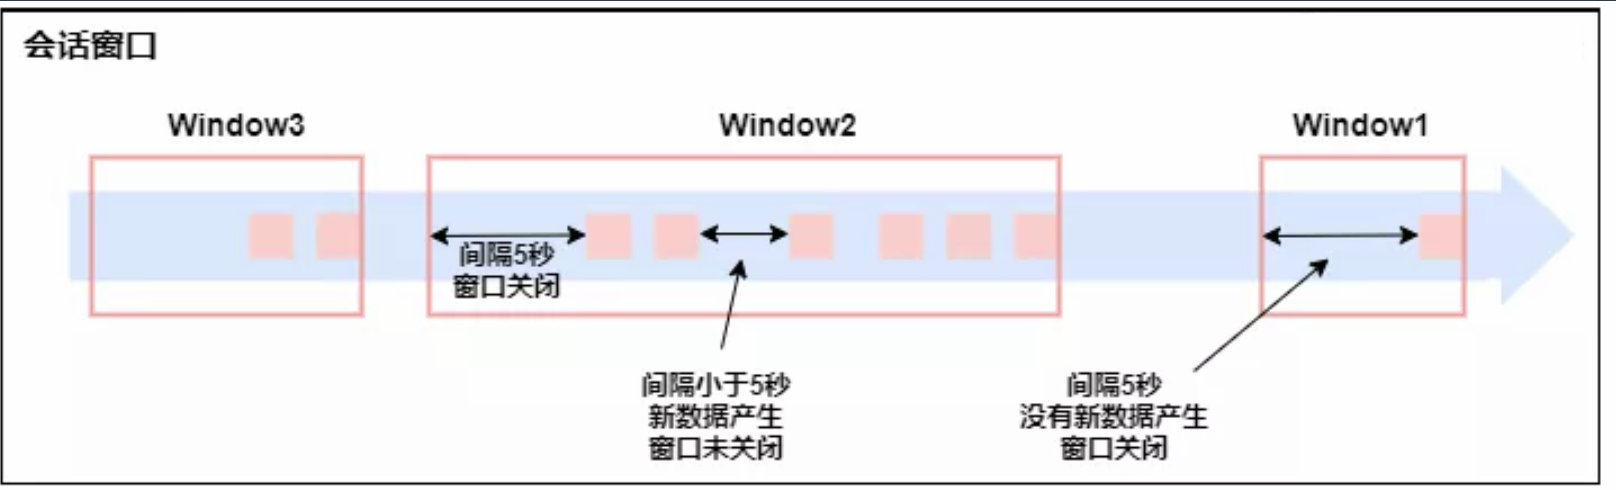 会话窗口
Window3
Window2
Window1
间隔5秒
窗口关闭
间隔小于5秒
新数据产生
窗口未关闭
间隔5秒
没有新数据产生
窗口关闭